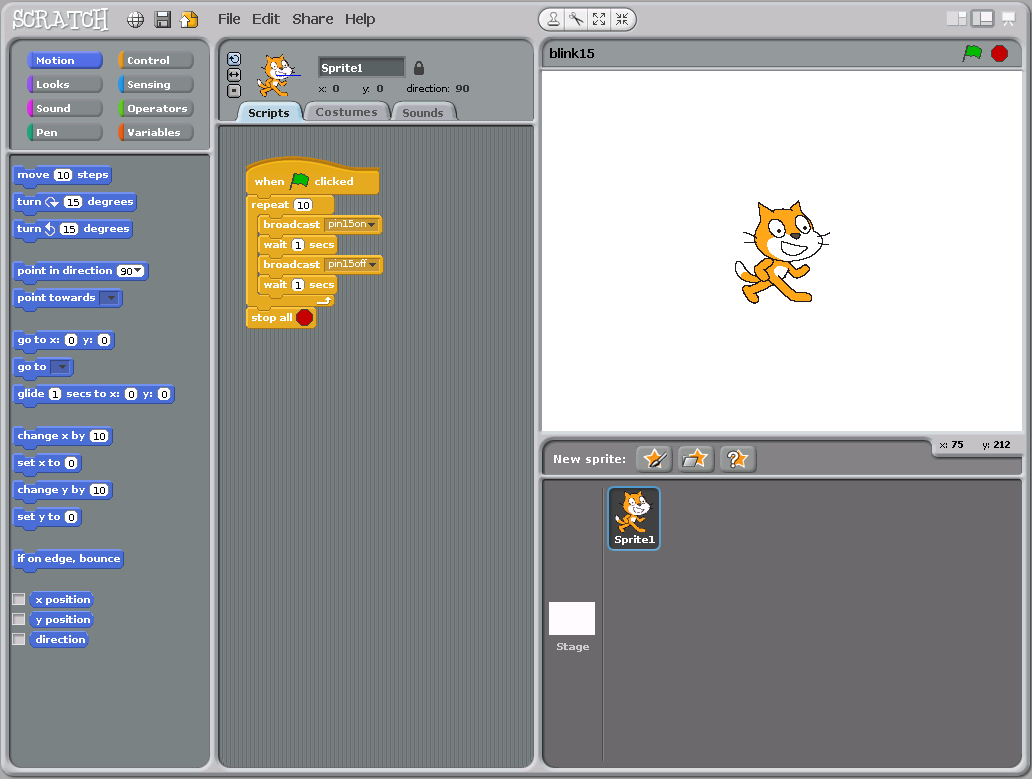 SCRATCH File Edit Share Help
Motion Control
Looks Sensing
Sound Operators
Pen Variables
move 10 steps
turn 15 degrees
turn 15 degrees
point in direction 90
point towards
go to x: 0 y: 0
go to
glide 1 secs to x: 0 y: 0
change x by 10
set x to 0
change y by 10
set y to 0
if on edge, bounce
x position
y position
direction
Sprite1
x: 0 y: 0 direction: 90
Scripts Costumes Sounds
when clicked
repeat 10
broadcast pin15on
wait 1 secs
broadcast pin15off
wait 1 secs
stop all
blink15
x: 75 y: 212
New sprite:
Sprite1
Stage